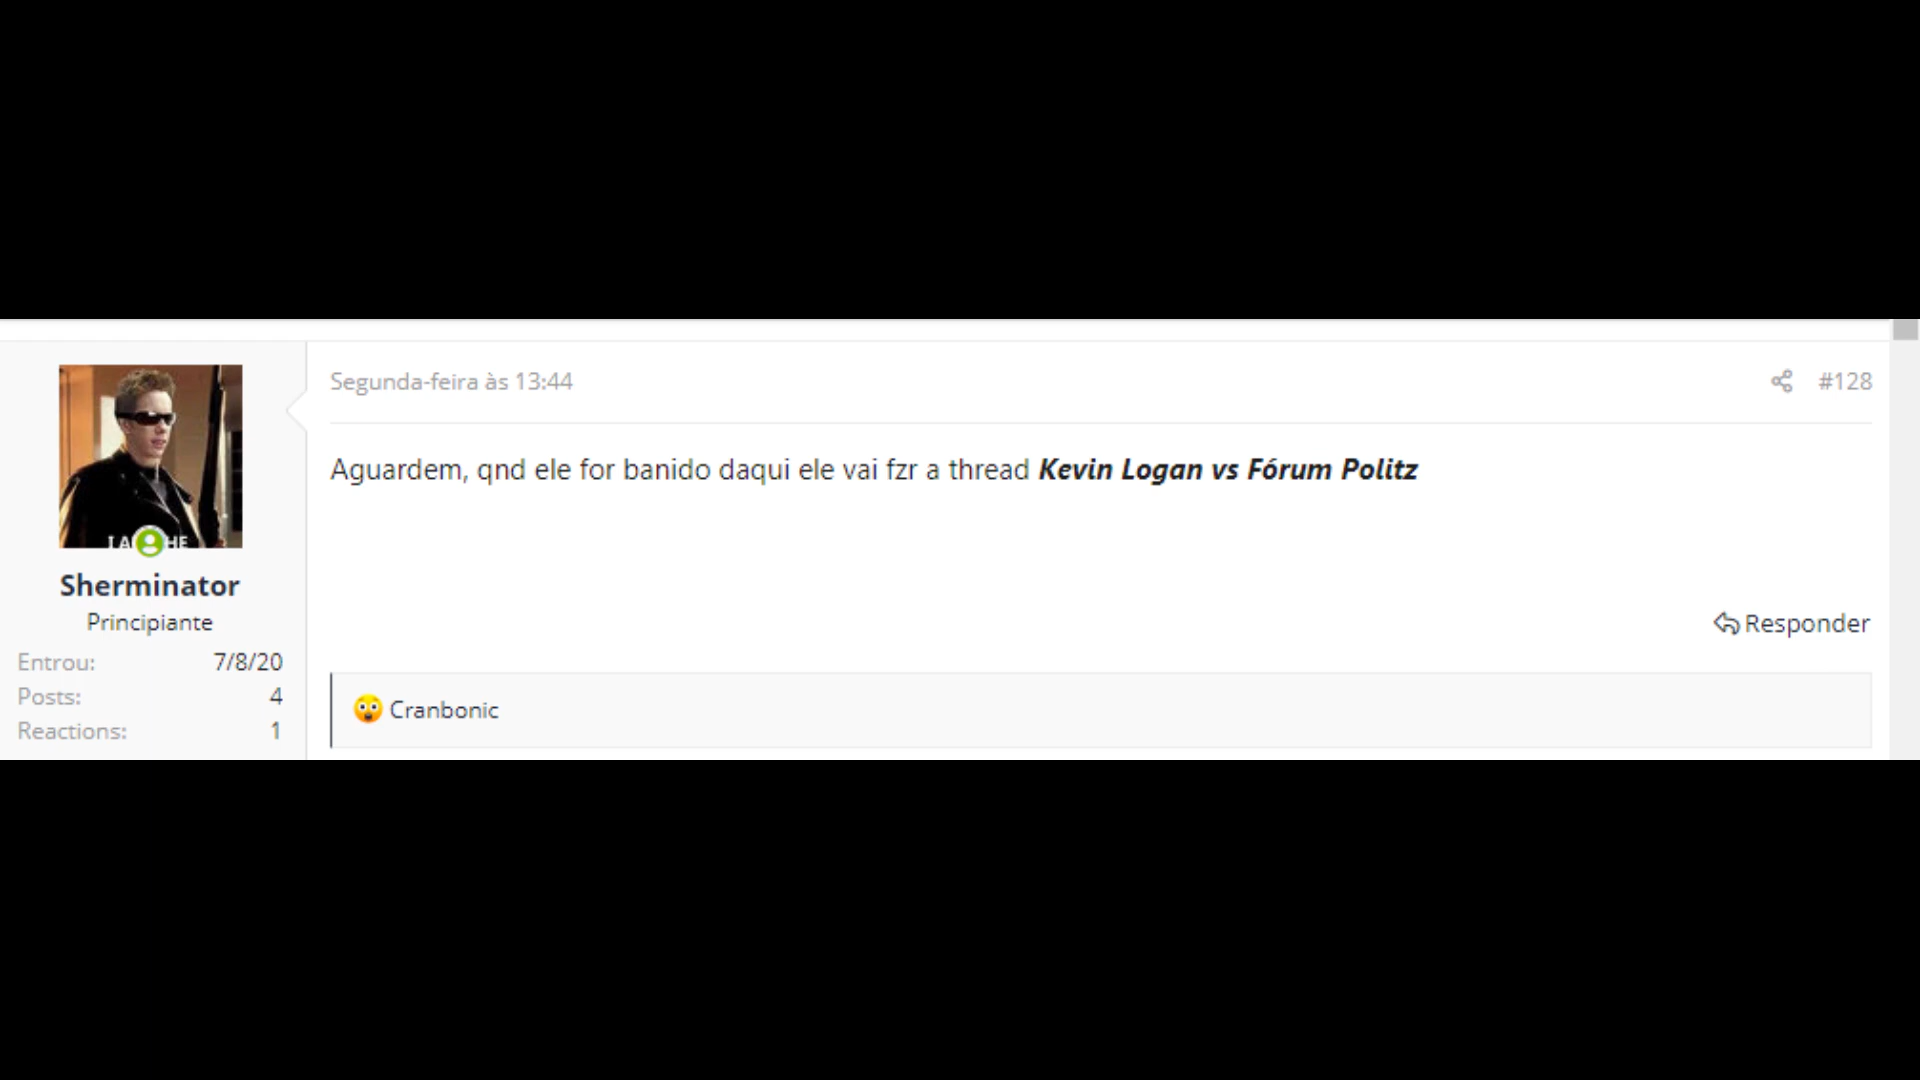 Segunda-feira às 13:44
#128
Aguardem, qnd ele for banido daqui ele vai fzr a thread Kevin Logan vs Fórum Politz
I A HE
Sherminator
Principiante
Entrou: 7/8/20
Posts: 4
Reactions: 1
Responder
Cranbonic